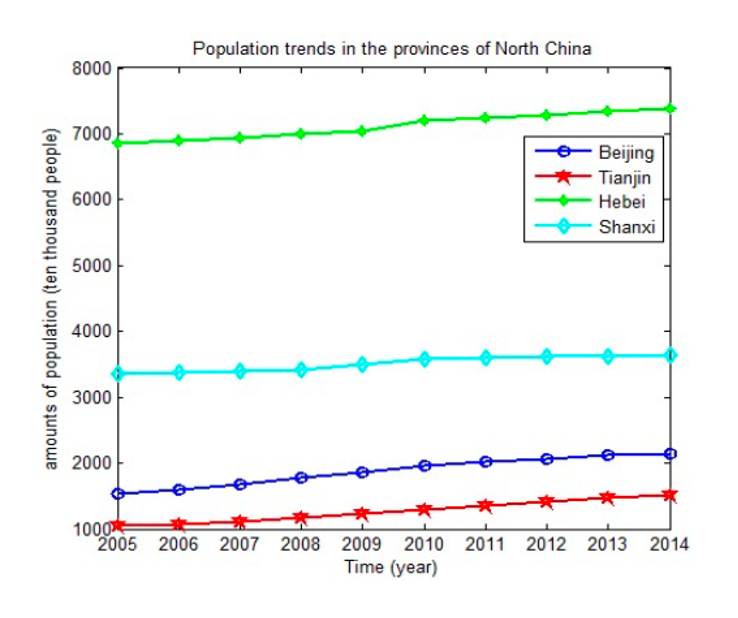 Population trends in the provinces of North China
8000
7000
6000
5000
4000
3000
2000
1000
amounts of population (ten thousand people)
Beijing
Tianjin
Hebei
Shanxi
2005 2006 2007 2008 2009 2010 2011 2012 2013 2014
Time (year)